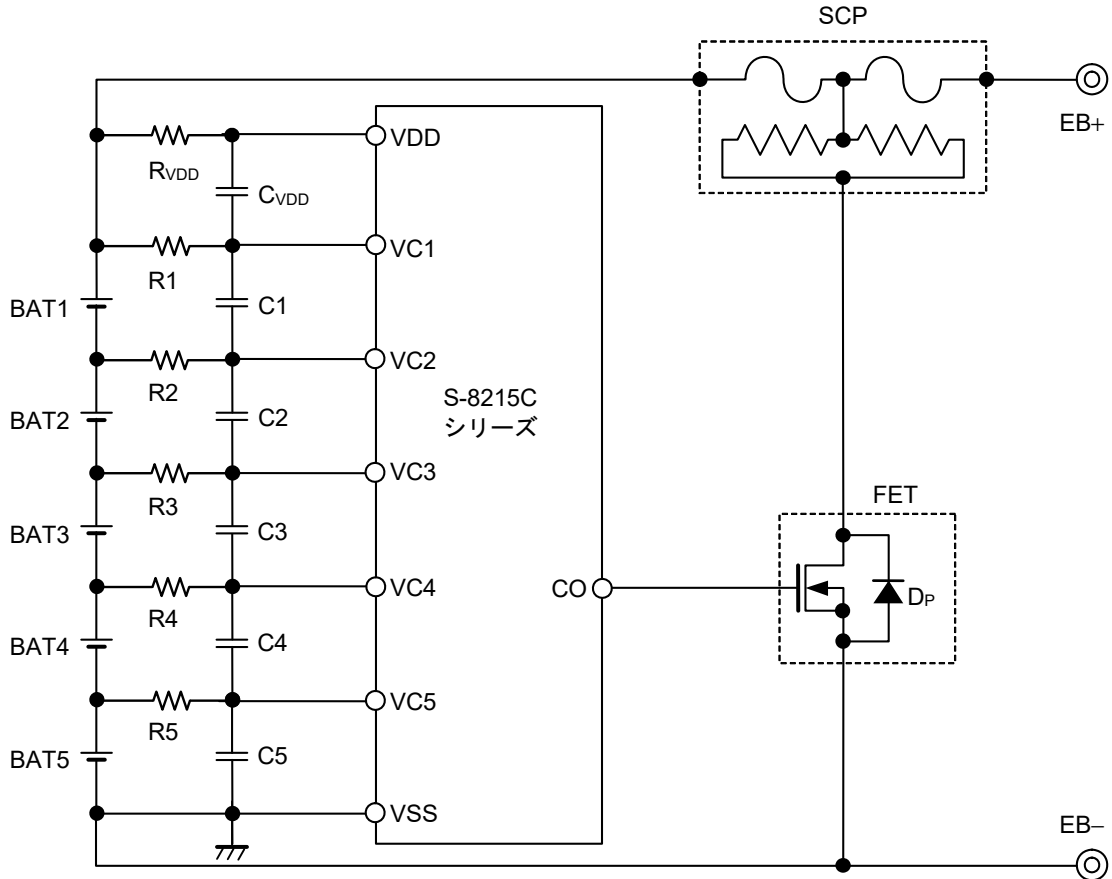 SCP
EB+
VDD
RVDD
CVDD
VC1
R1
BAT1
C1
VC2
R2
S-8215C
シリーズ
BAT2
C2
VC3
R3
FET
BAT3
C3
VC4
CO
DP
R4
BAT4
C4
VC5
R5
BAT5
C5
VSS
EB−